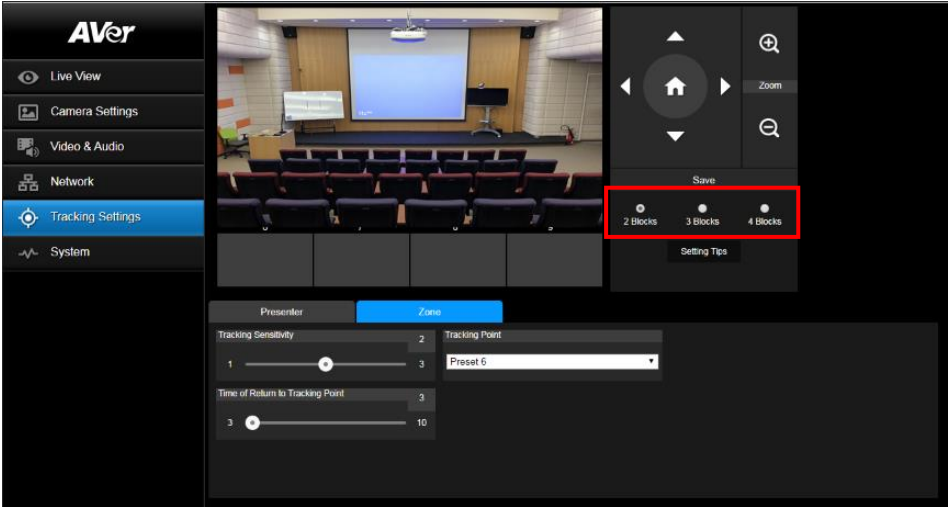 AVer
Live View
Camera Settings
Video & Audio
Network
Tracking Settings
System
Zoom
Save
2 Blocks 3 Blocks 4 Blocks
Setting Tips
Presenter Zone
Tracking Sensitivity 2
1 3
Tracking Point
Preset 6
Time of Return to Tracking Point 3
3 10